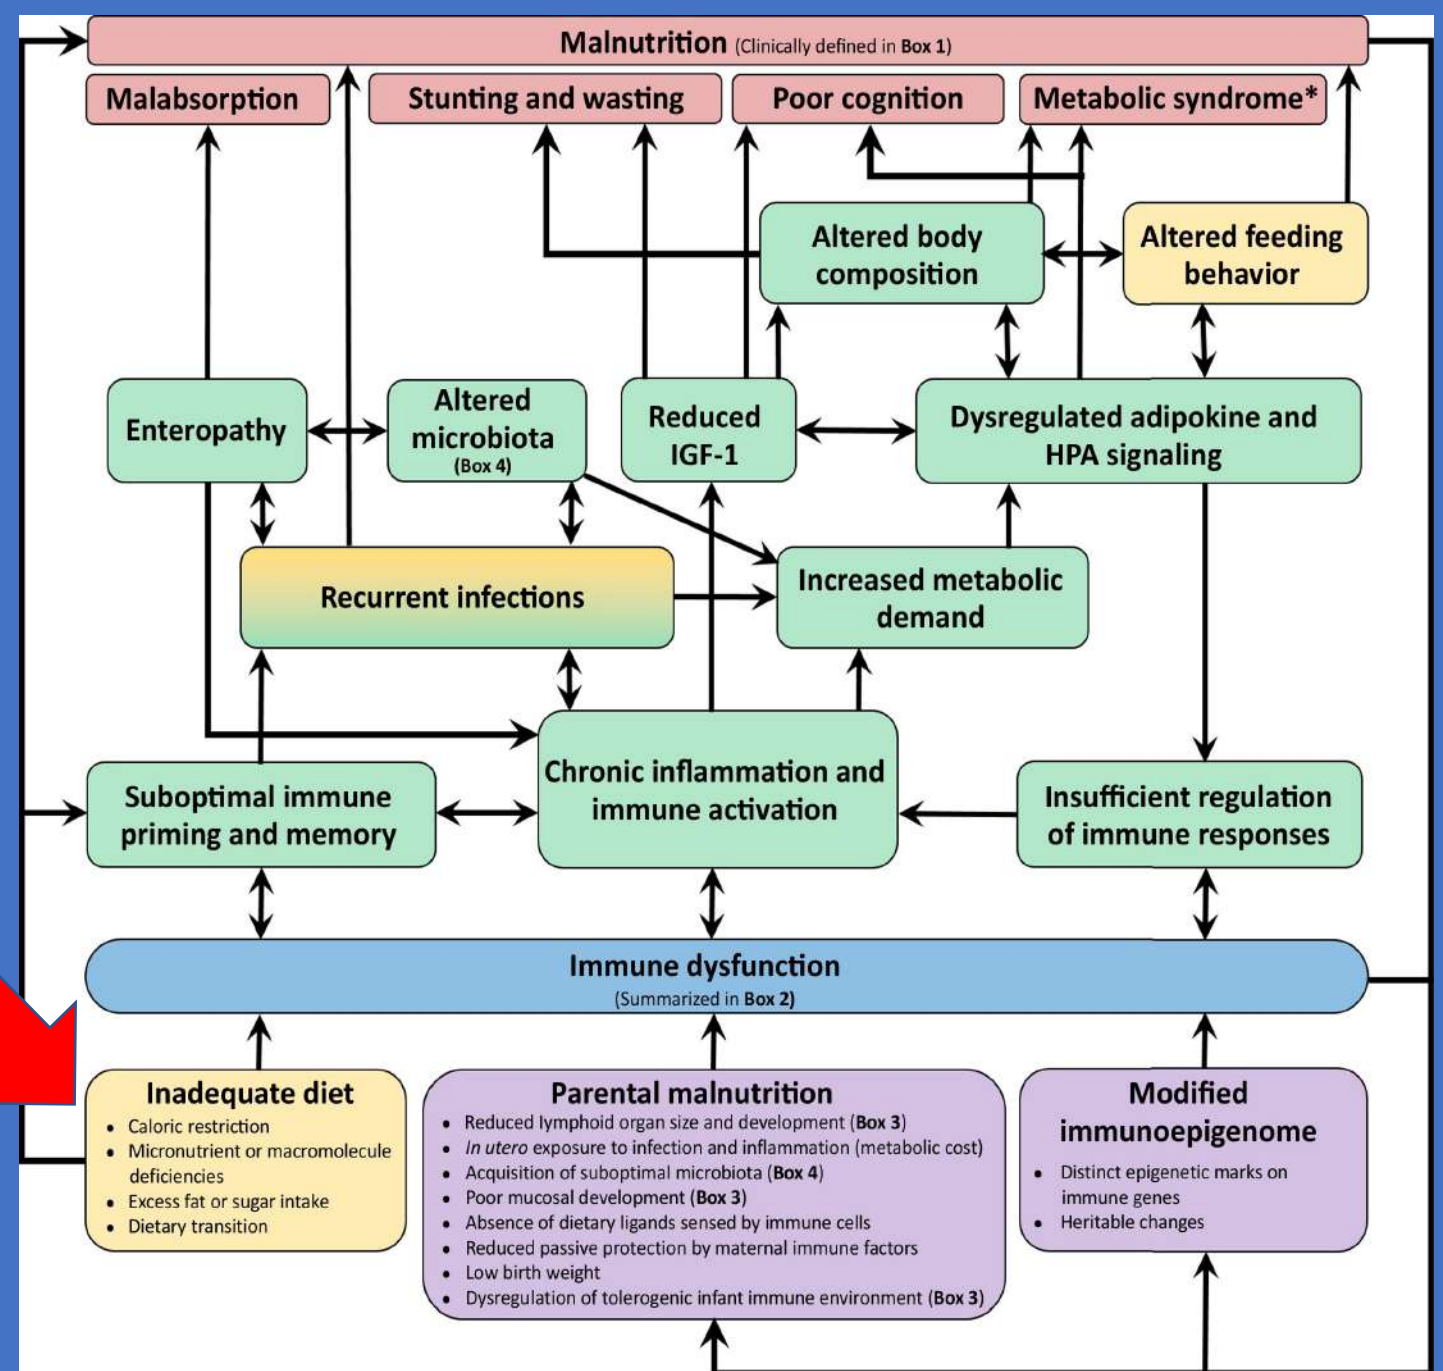 Malnutrition (Clinically defined in Box 1)
Malabsorption
Stunting and wasting
Poor cognition
Metabolic syndrome*
Altered body
composition
Altered feeding
behavior
Enteropathy
Altered
microbiota
(Box 4)
Reduced
IGF-1
Dysregulated adipokine and
HPA signaling
Recurrent infections
Increased metabolic
demand
Suboptimal immune
priming and memory
Chronic inflammation and
immune activation
Insufficient regulation
of immune responses
Immune dysfunction
(Summarized in Box 2)
Inadequate diet
• Caloric restriction
• Micronutrient or macromolecule
deficiencies
• Excess fat or sugar intake
• Dietary transition
Parental malnutrition
• Reduced lymphoid organ size and development (Box 3)
• In utero exposure to infection and inflammation (metabolic cost)
• Acquisition of suboptimal microbiota (Box 4)
• Poor mucosal development (Box 3)
• Absence of dietary ligands sensed by immune cells
• Reduced passive protection by maternal immune factors
• Low birth weight
• Dysregulation of tolerogenic infant immune environment (Box 3)
Modified
immunoepigenome
• Distinct epigenetic marks on
immune genes
• Heritable changes